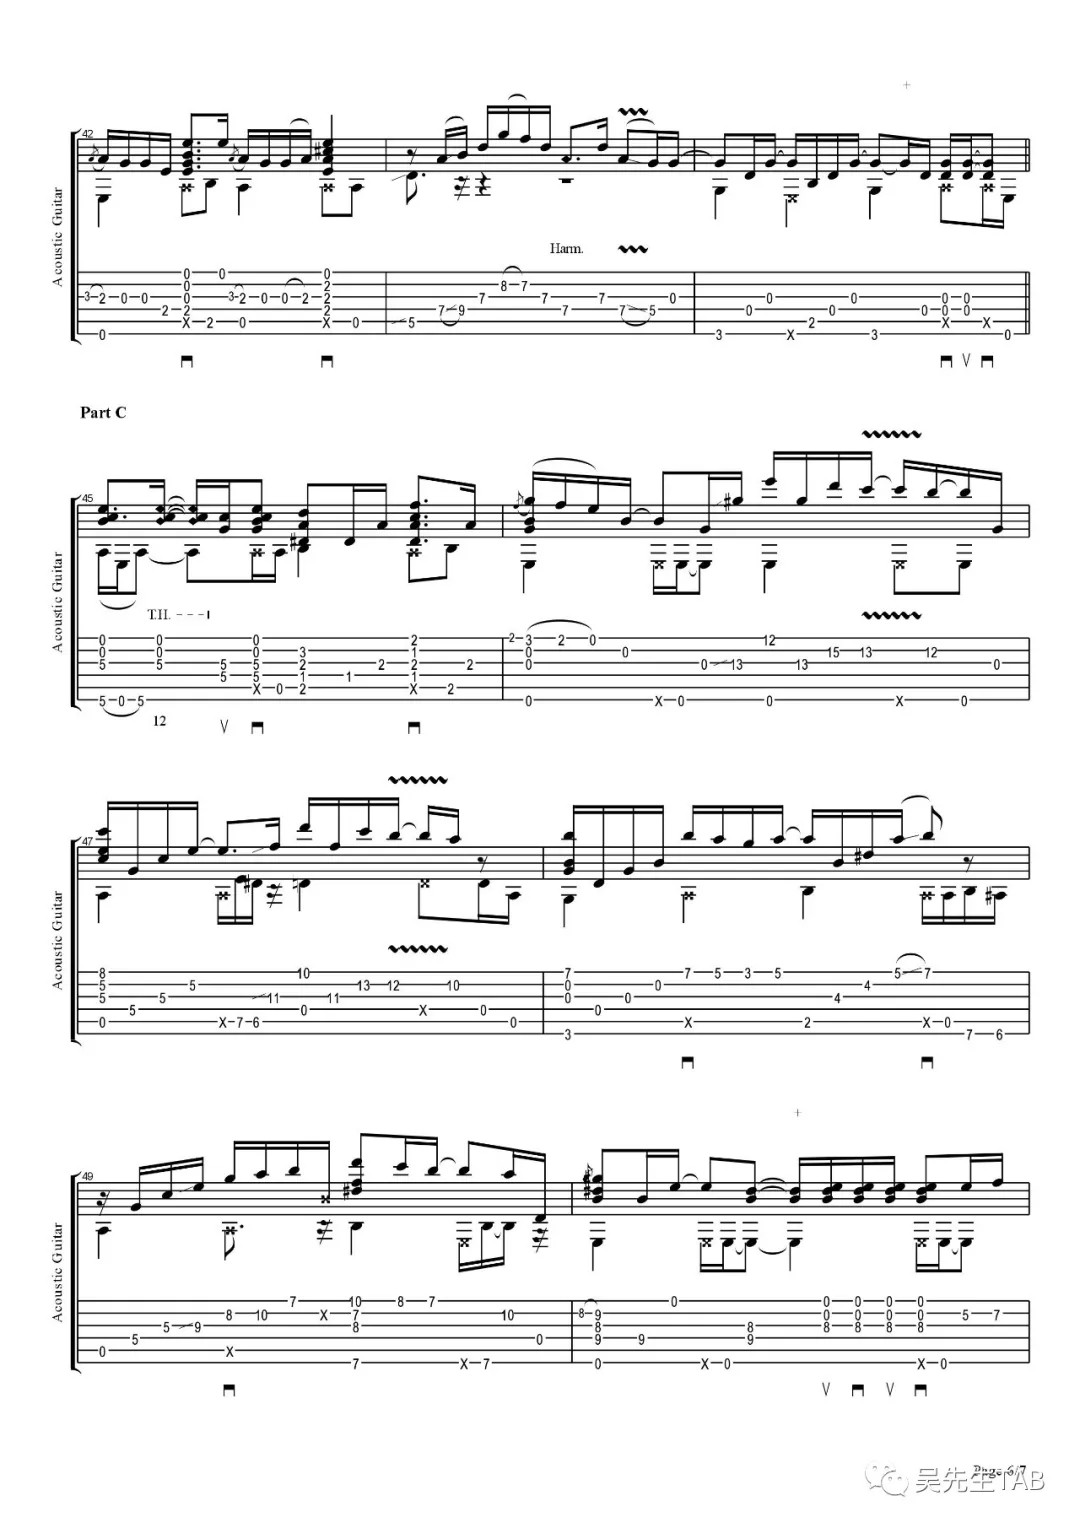 42
Acoustic Guitar
Harm.
Part C
45
Acoustic Guitar
T.H.
12
47
Acoustic Guitar
49
Acoustic Guitar
Page 6/7
吴先生TAB